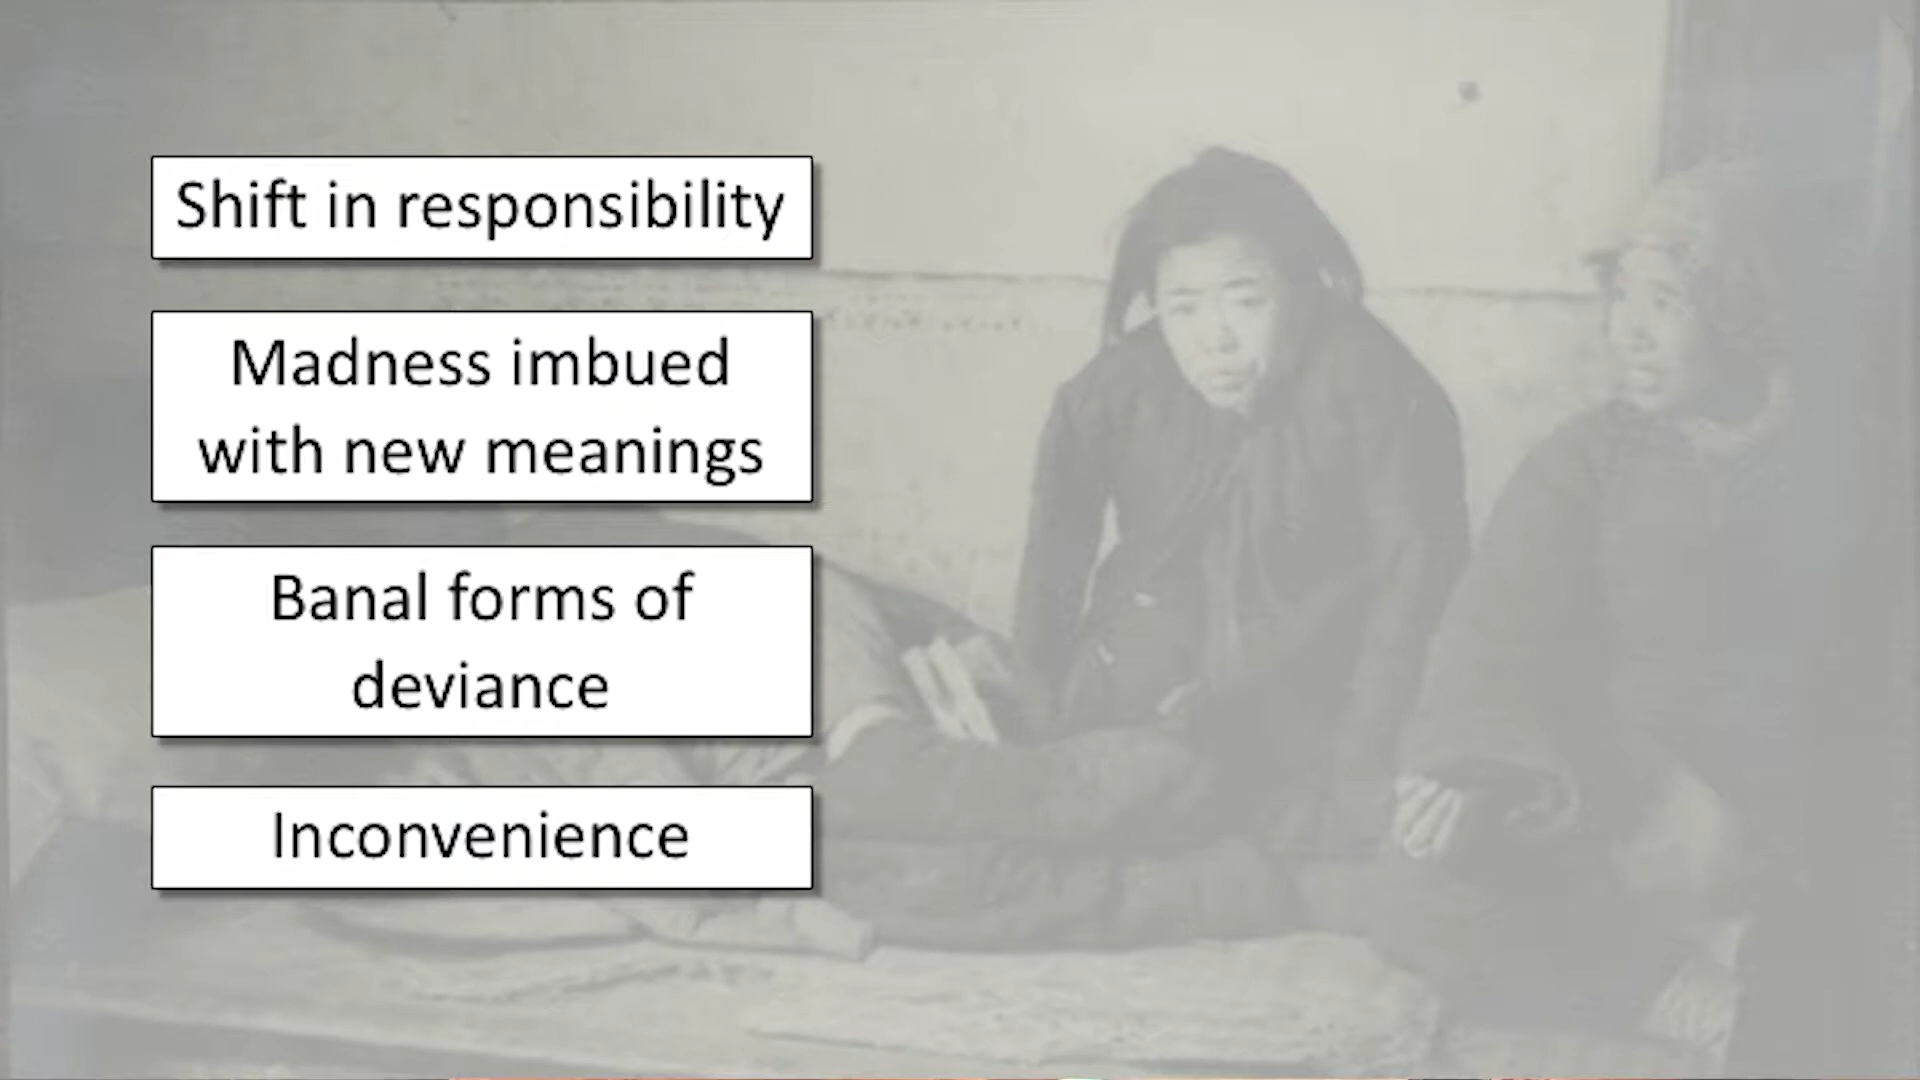 Shift in responsibility
Madness imbued
with new meanings
Banal forms of
deviance
Inconvenience